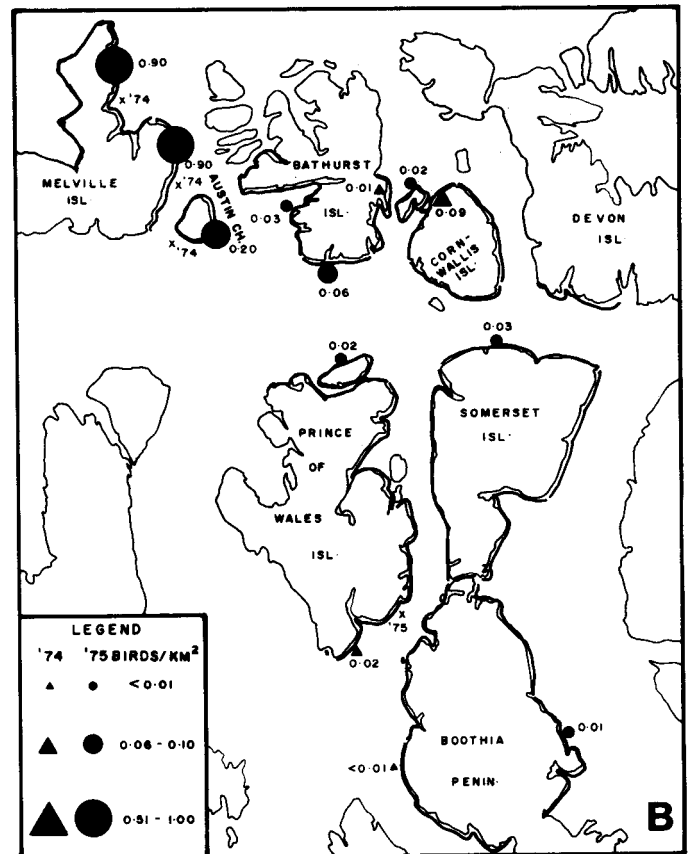 0·90
x '74
0·90
x '74
MELVILLE
ISL·
AUSTIN CH.
x '74
0·20
BATHURST
ISL·
0·03
0·01
0·02
0·09
0·06
CORN-
WALLIS
ISL·
DEVON
ISL·
0·02
0·03
PRINCE
OF
WALES
ISL·
SOMERSET
ISL·
x
'75
0·02
0·01
<0·01
BOOTHIA
PENIN·
LEGEND
'74 '75 BIRDS/KM²
<0·01
0·06 - 0·10
0·51 - 1·00
B